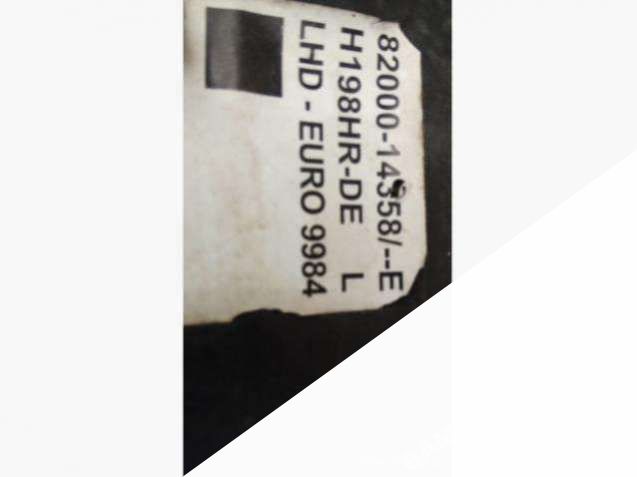 82000-14358/--E
H198HR-DE L
LHD - EURO 9984